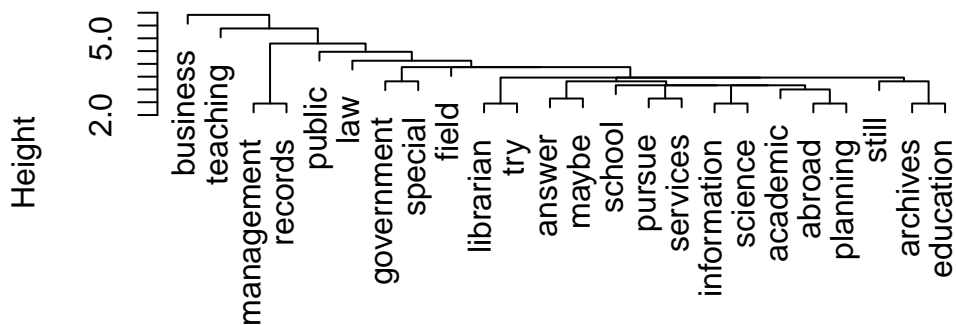 Height
2.0
5.0
business
teaching
management
records
public
law
government
special
field
librarian
try
answer
maybe
school
pursue
services
information
science
academic
abroad
planning
still
archives
education